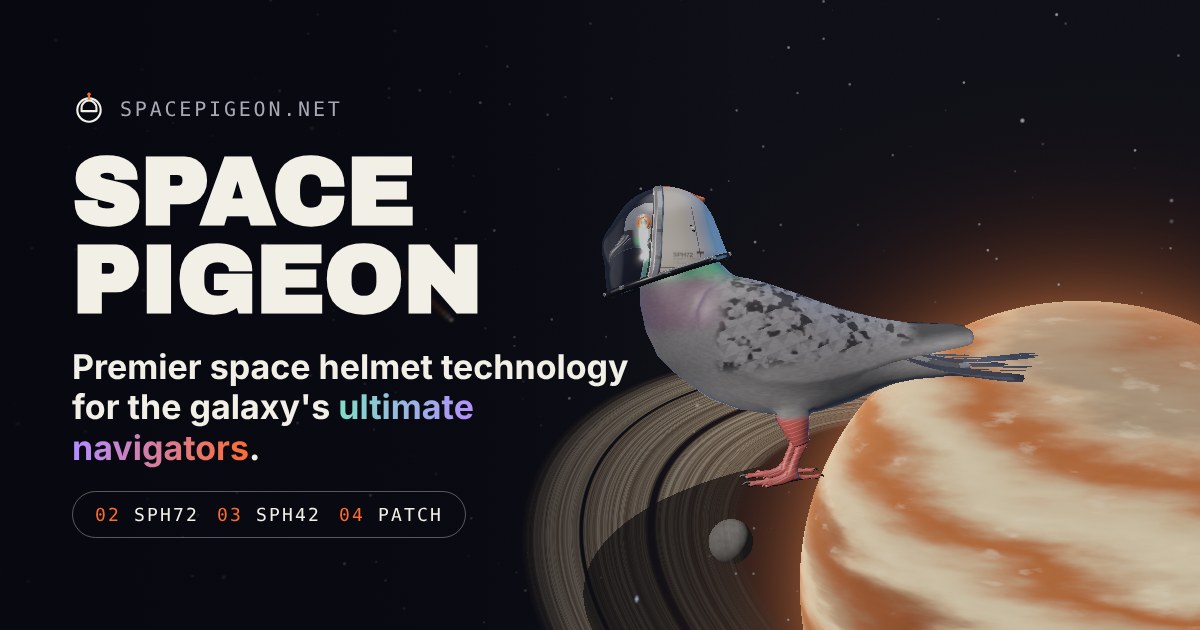 SPACEPIGEON.NET
SPACE
PIGEON
Premier space helmet technology
for the galaxy's ultimate
navigators.
02 SPH72 03 SPH42 04 PATCH
SPH72